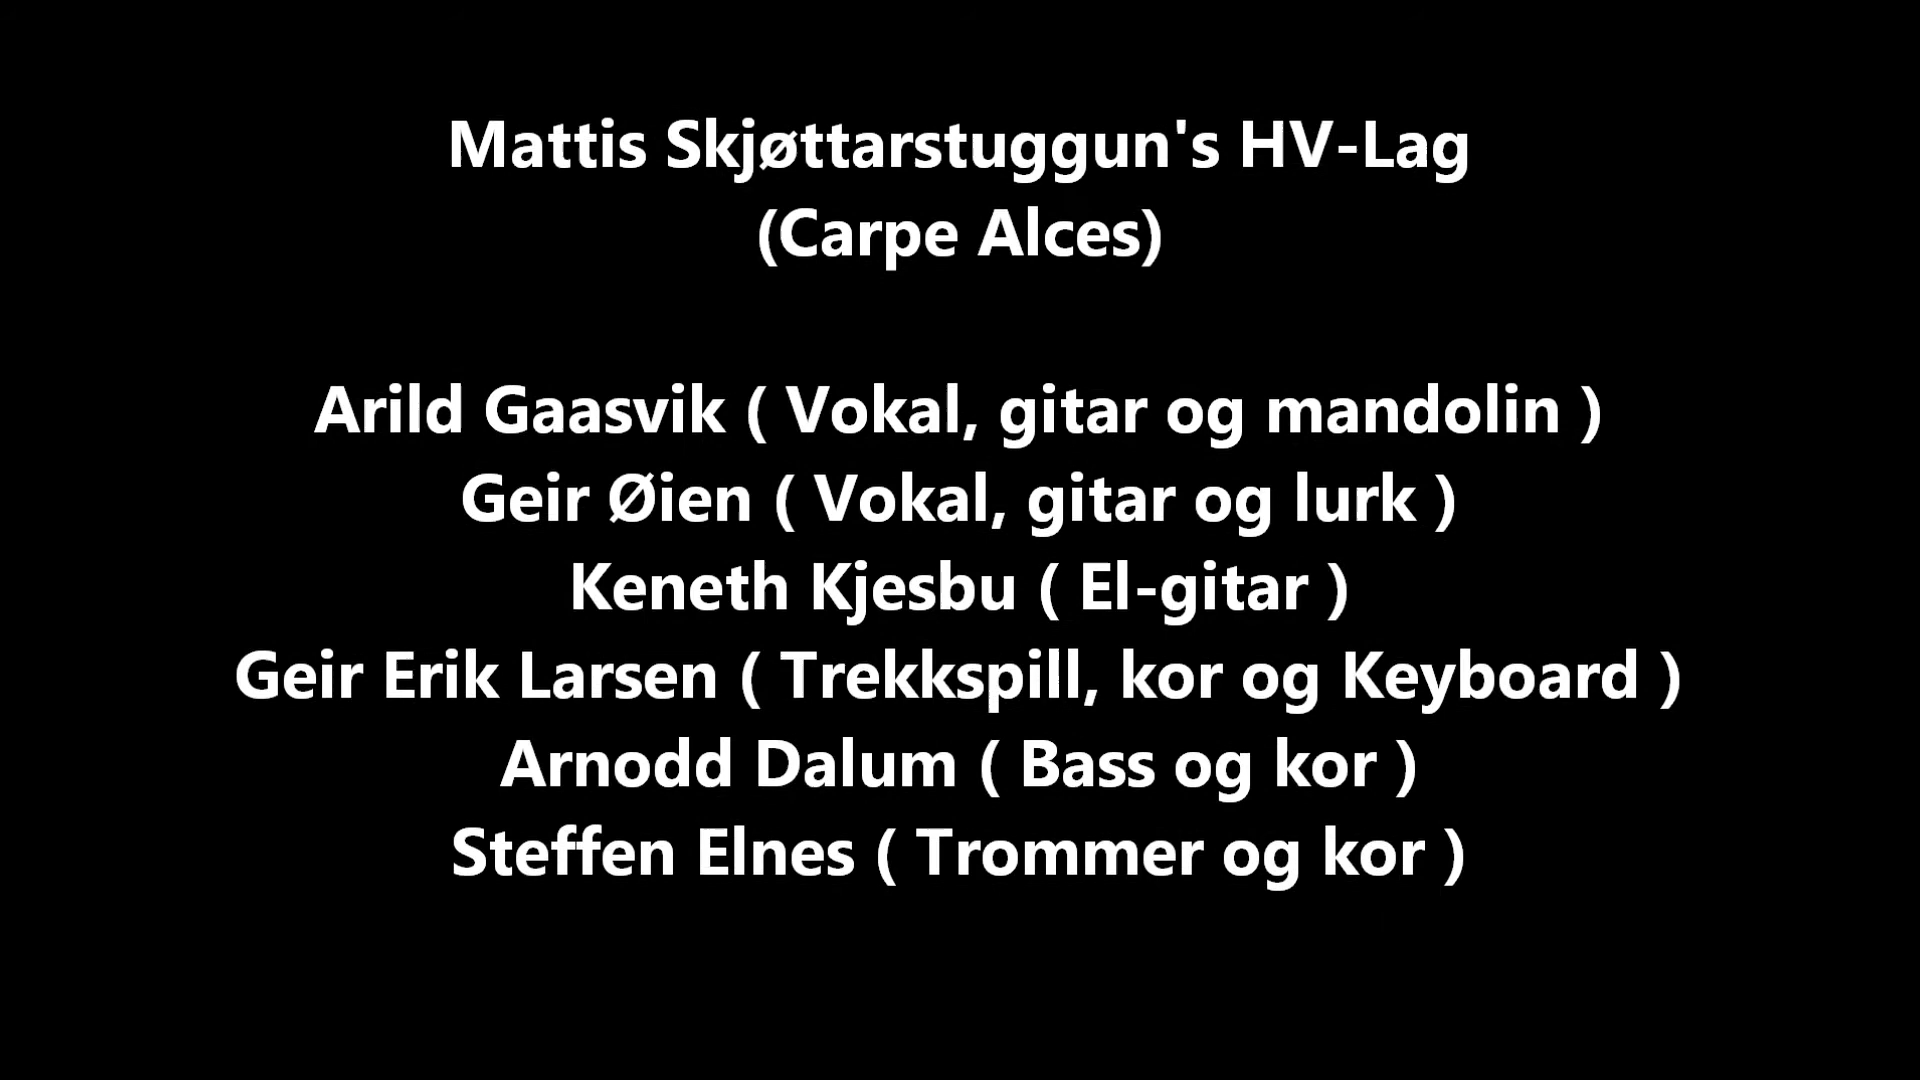 Mattis Skjøttarstuggun's HV-Lag
(Carpe Alces)
Arild Gaasvik ( Vokal, gitar og mandolin )
Geir Øien ( Vokal, gitar og lurk )
Keneth Kjesbu ( El-gitar )
Geir Erik Larsen ( Trekkspill, kor og Keyboard )
Arnodd Dalum ( Bass og kor )
Steffen Elnes ( Trommer og kor )